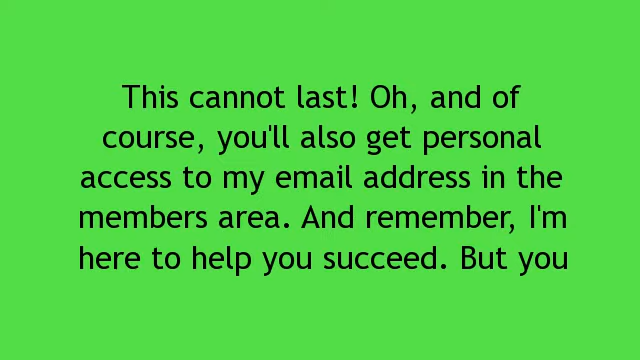 This cannot last! Oh, and of
course, you'll also get personal
access to my email address in the
members area. And remember, I'm
here to help you succeed. But you